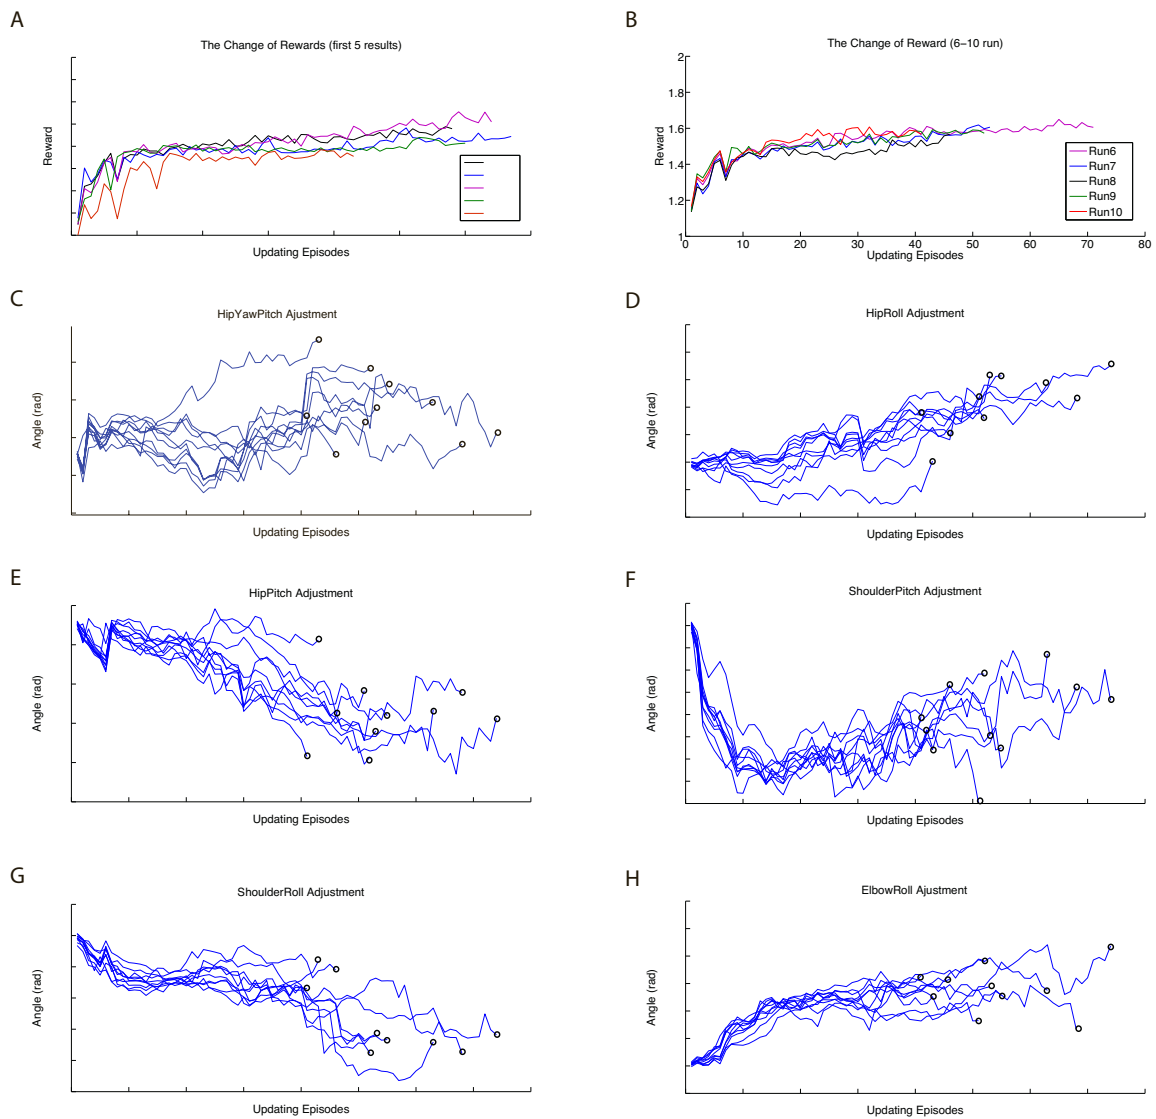 A
The Change of Rewards (first 5 results)
Reward
Updating Episodes
B
The Change of Reward (6−10 run)
2
1.8
1.6
1.4
1.2
1
Reward
0 10 20 30 40 50 60 70 80
Updating Episodes
Run6
Run7
Run8
Run9
Run10
C
HipYawPitch Ajustment
Angle (rad)
Updating Episodes
D
HipRoll Adjustment
Angle (rad)
Updating Episodes
E
HipPitch Adjustment
Angle (rad)
Updating Episodes
F
ShoulderPitch Adjustment
Angle (rad)
Updating Episodes
G
ShoulderRoll Adjustment
Angle (rad)
Updating Episodes
H
ElbowRoll Ajustment
Angle (rad)
Updating Episodes